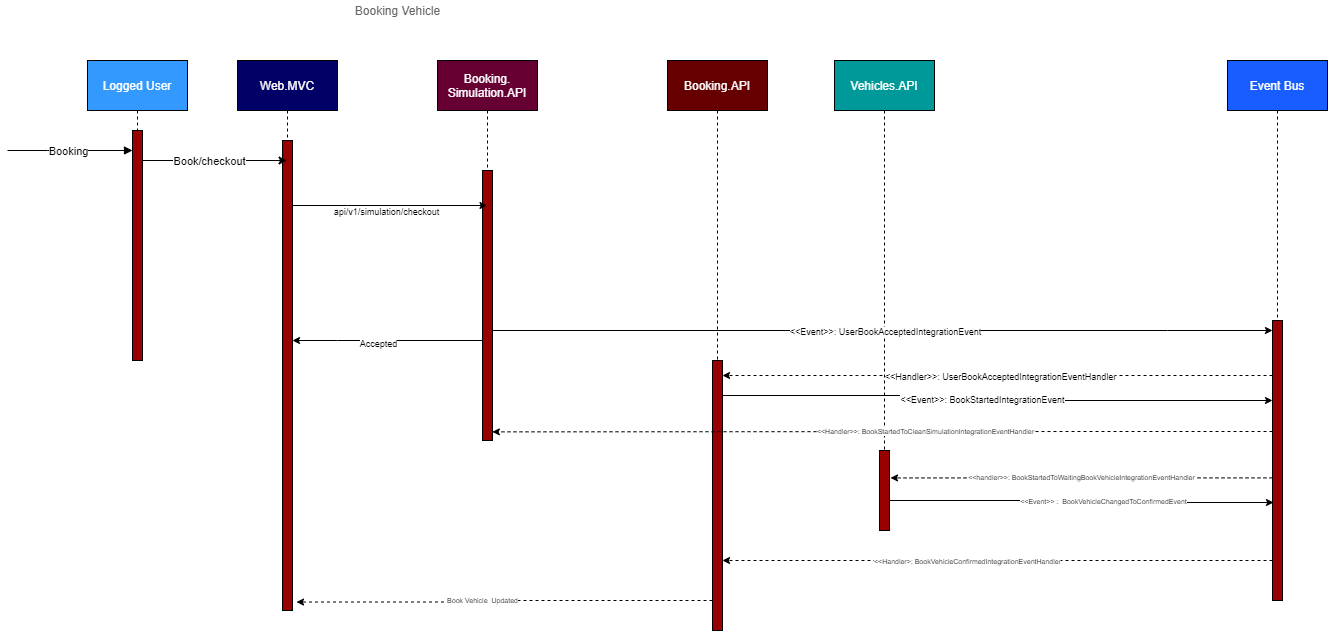 Booking Vehicle
Logged User
Web.MVC
Booking.
Simulation.API
Booking.API
Vehicles.API
Event Bus
Booking
Book/checkout
api/v1/simulation/checkout
<<Event>>: UserBookAcceptedIntegrationEvent
Accepted
<<Handler>>: UserBookAcceptedIntegrationEventHandler
<<Event>>: BookStartedIntegrationEvent
<<Handler>>: BookStartedToCleanSimulationIntegrationEventHandler
<<handler>>: BookStartedToWaitingBookVehicleIntegrationEventHandler
<<Event>> : BookVehicleChangedToConfirmedEvent
<<Handler>: BookVehicleConfirmedIntegrationEventHandler
Book Vehicle Updated